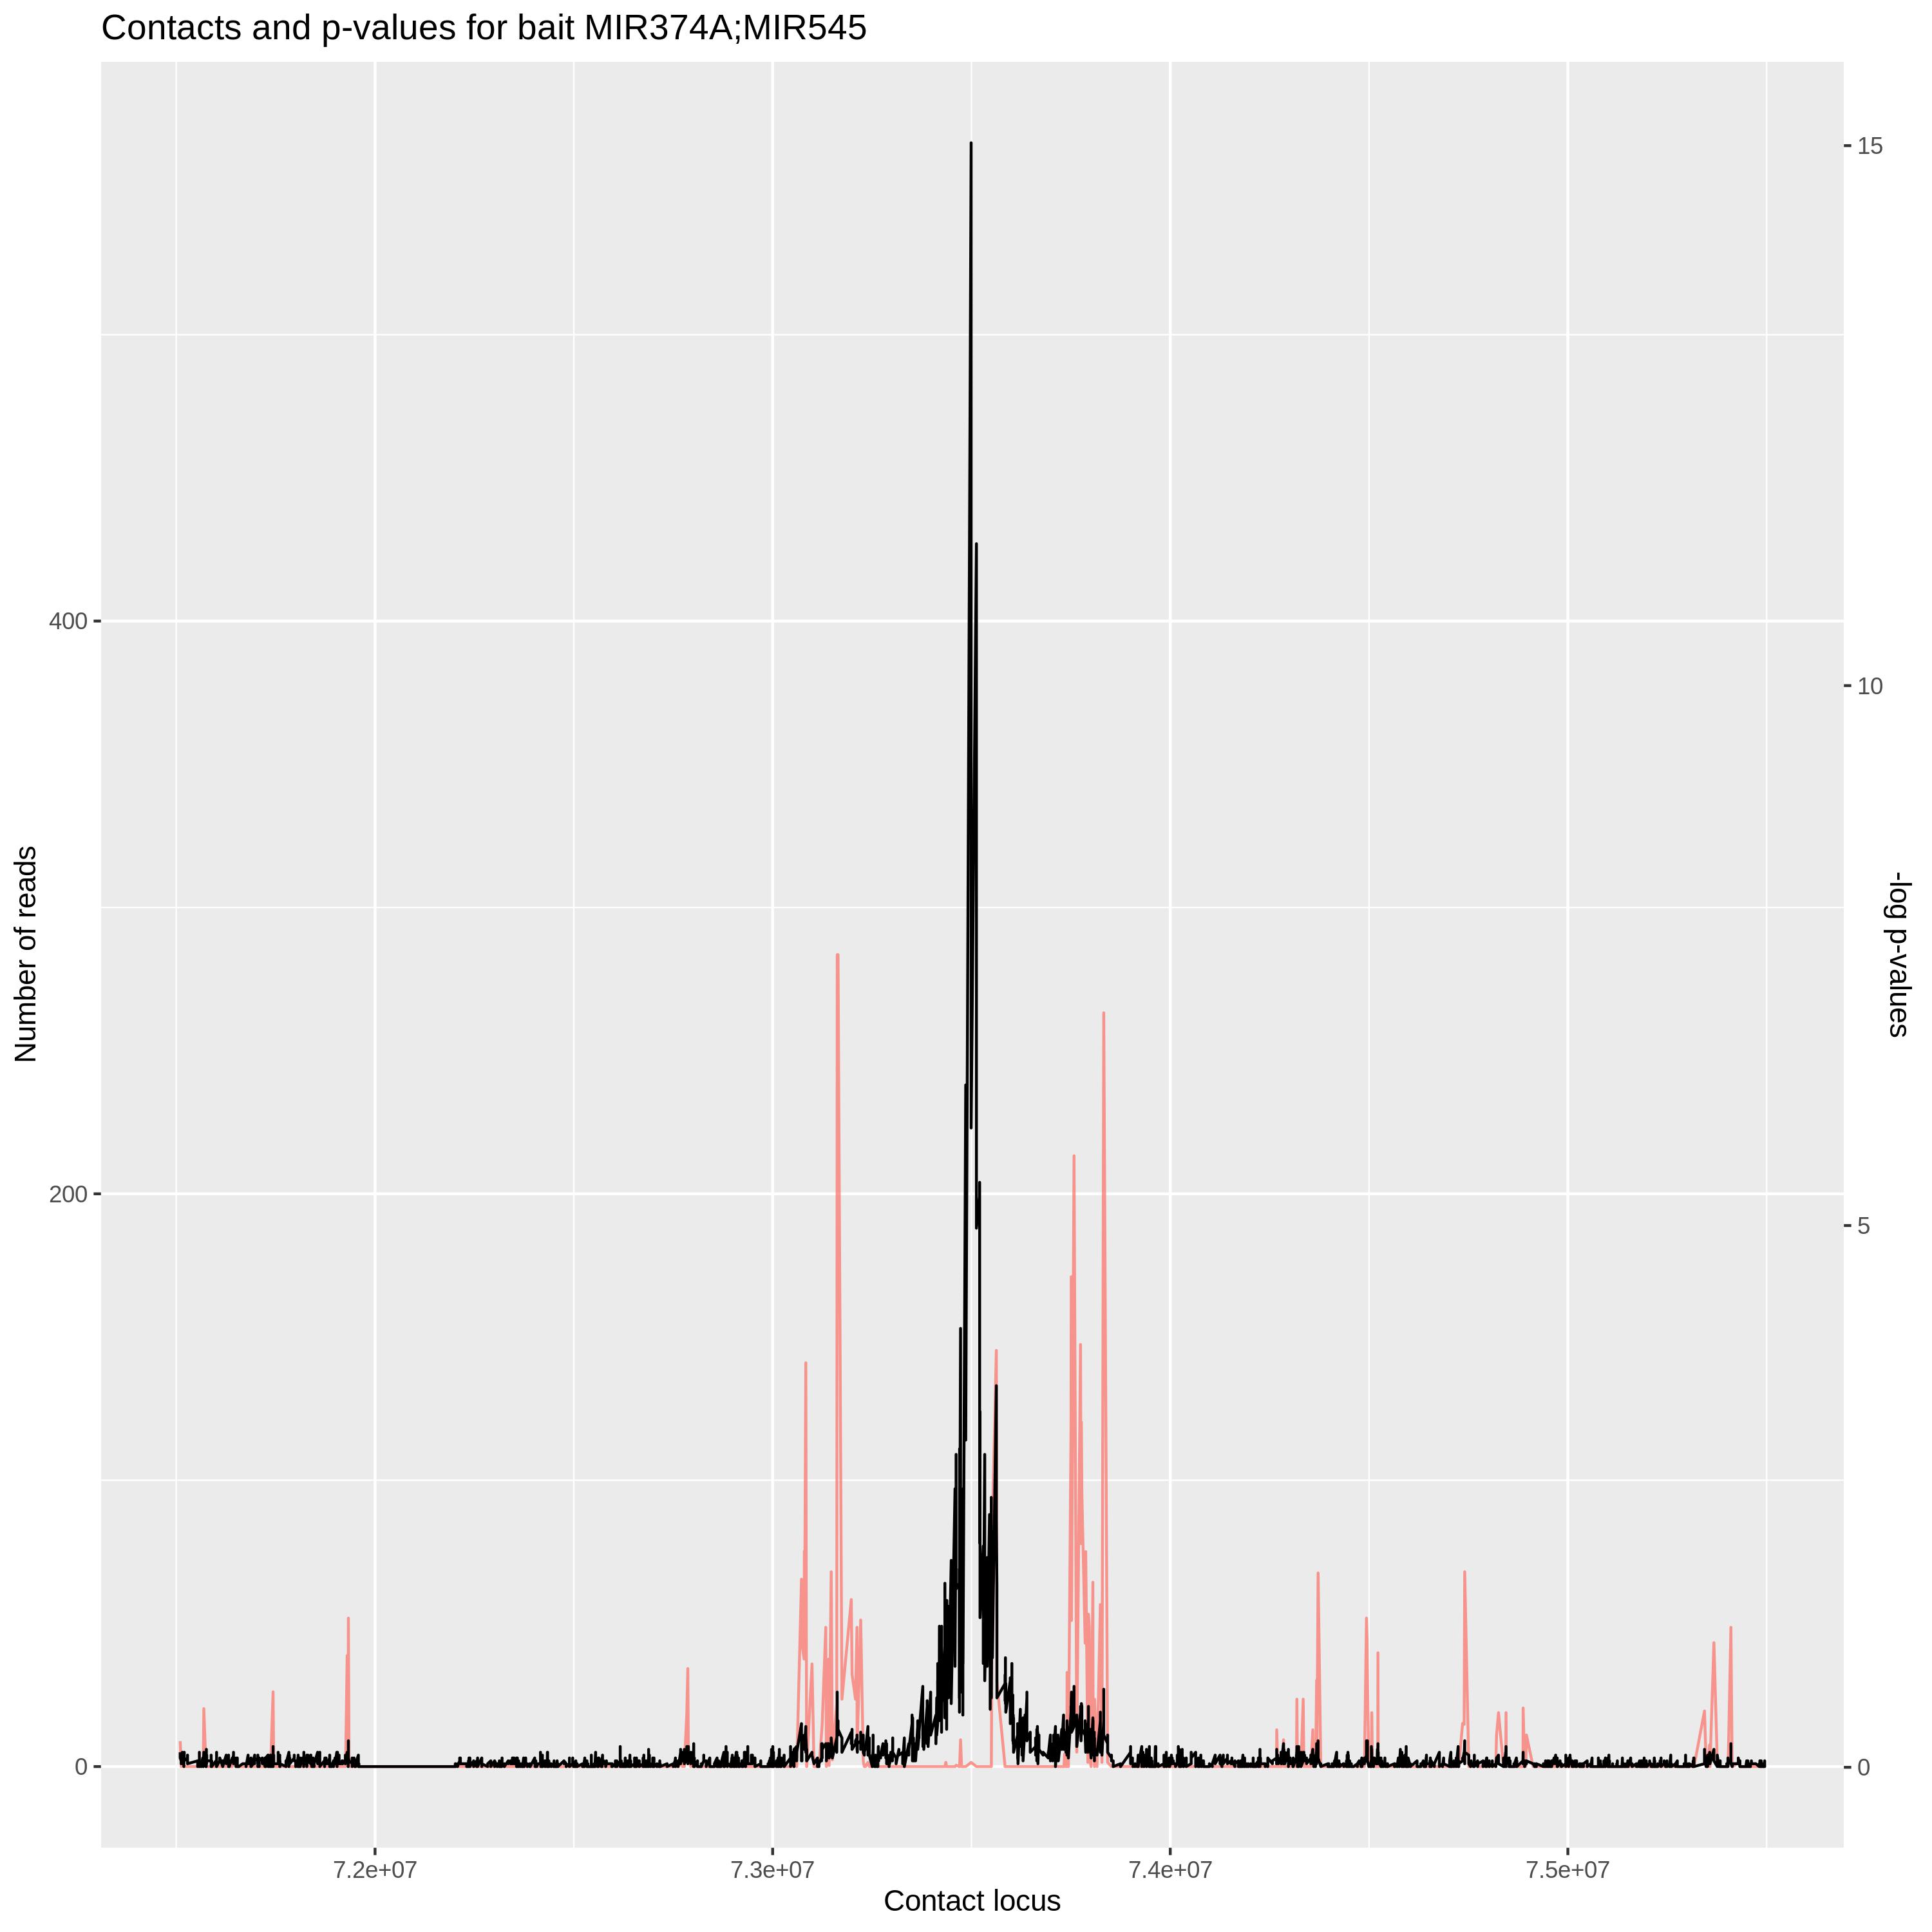 Contacts and p-values for bait MIR374A;MIR545
15
400
10
Number of reads
-log p-values
200
5
0
0
7.2e+07
7.3e+07
7.4e+07
7.5e+07
Contact locus